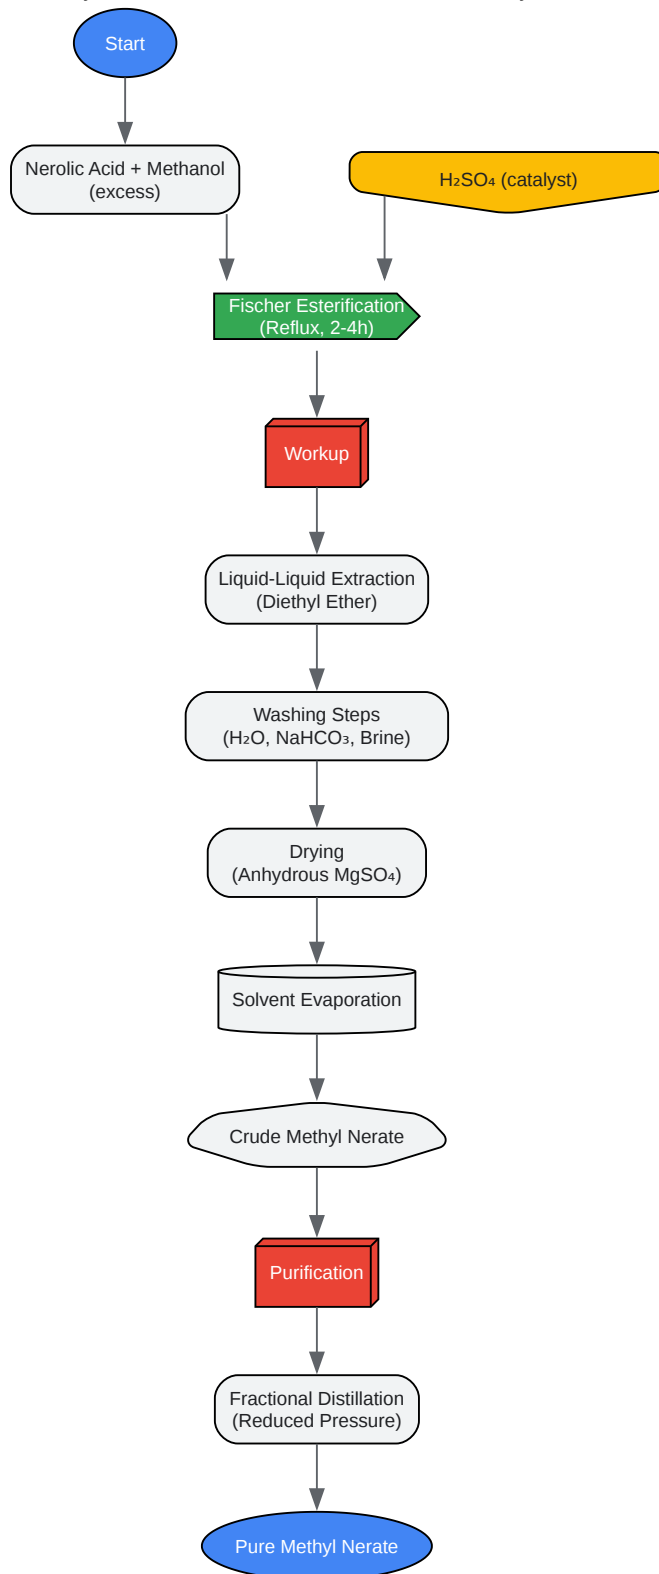 Start
Nerolic Acid + Methanol
(excess)
H₂SO₄ (catalyst)
Fischer Esterification
(Reflux, 2-4h)
Workup
Liquid-Liquid Extraction
(Diethyl Ether)
Washing Steps
(H₂O, NaHCO₃, Brine)
Drying
(Anhydrous MgSO₄)
Solvent Evaporation
Crude Methyl Nerate
Purification
Fractional Distillation
(Reduced Pressure)
Pure Methyl Nerate